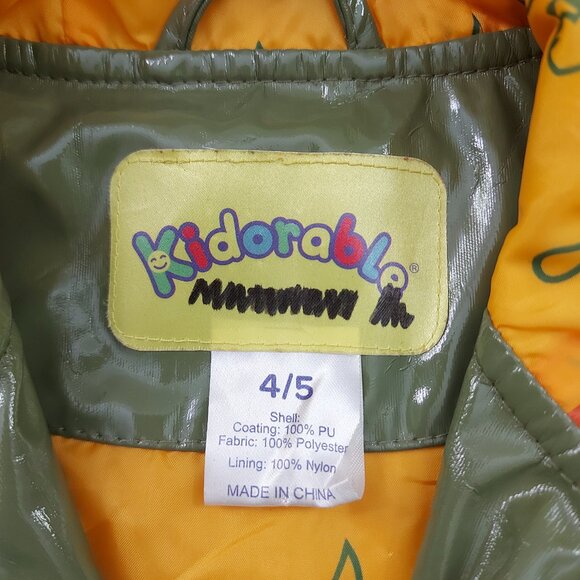 Kidorable®
4/5
Shell:
Coating: 100% PU
Fabric: 100% Polyester
Lining: 100% Nylon
MADE IN CHINA